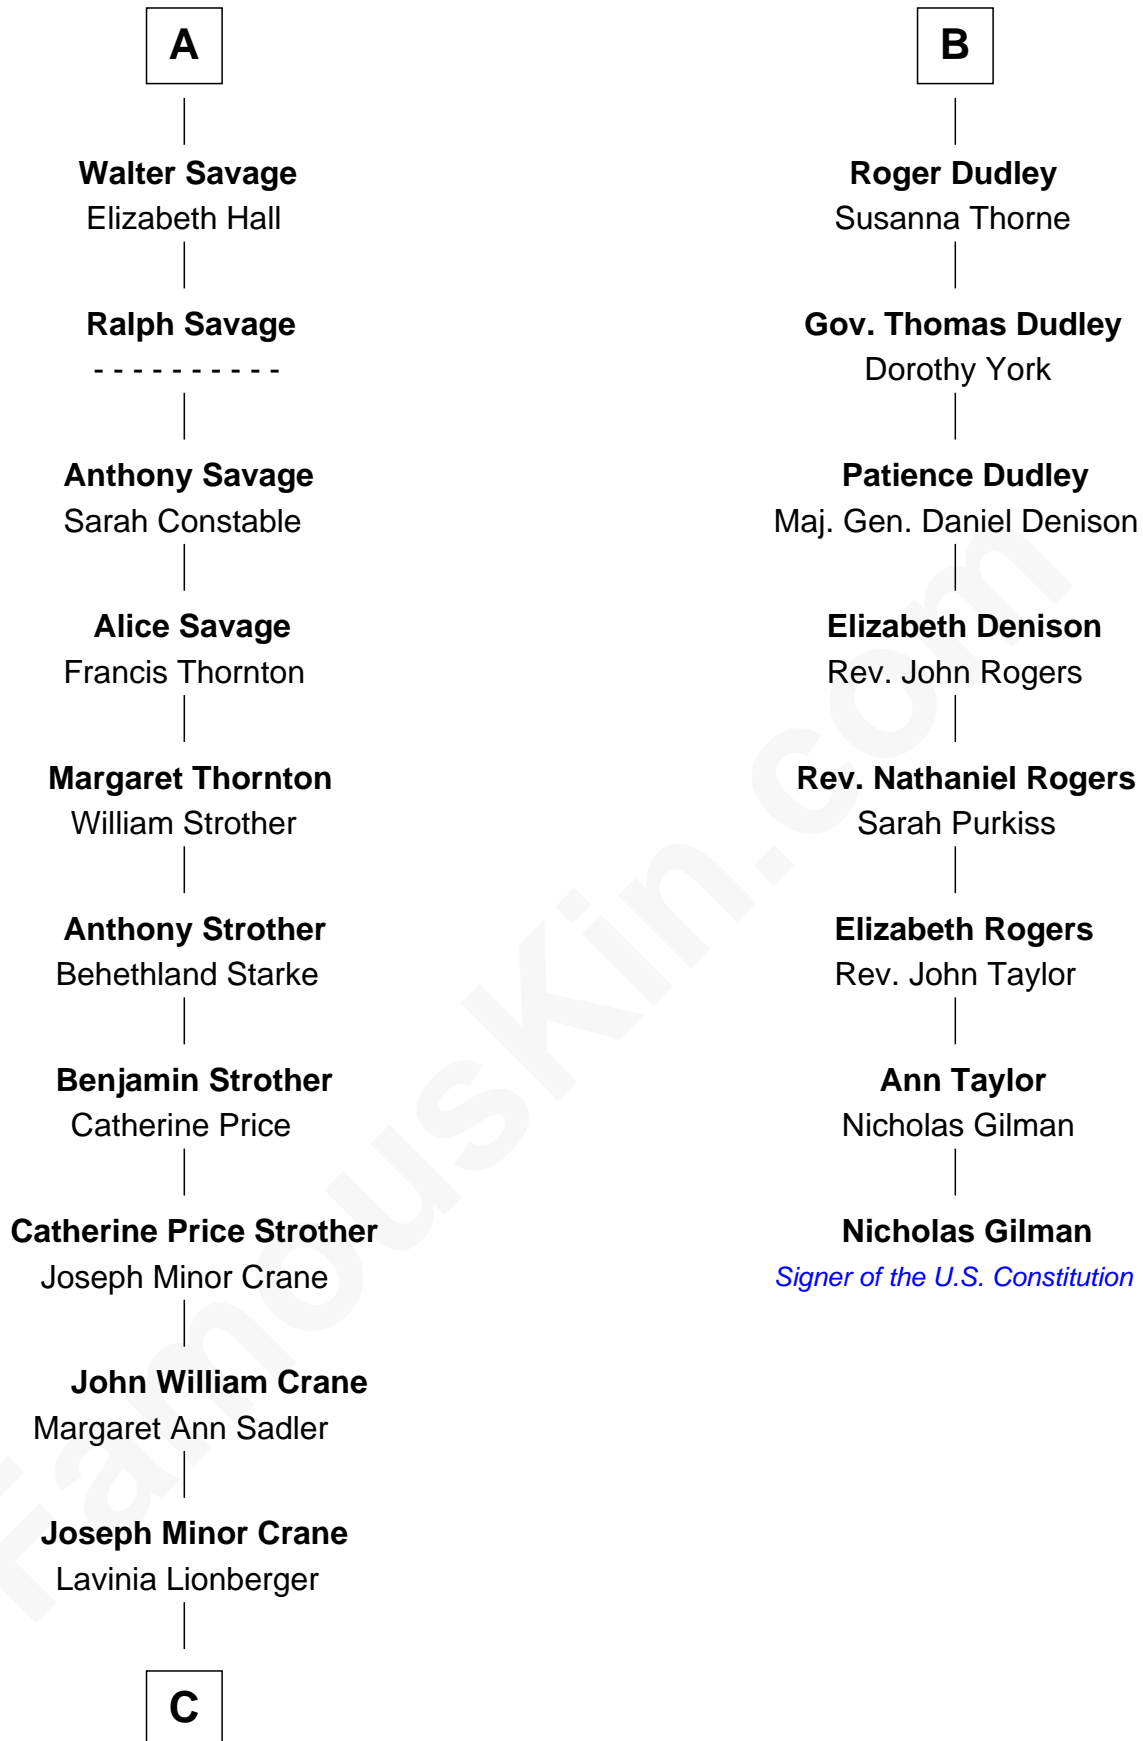 A
Walter Savage
Elizabeth Hall
Ralph Savage
- - - - - - - - - -
Anthony Savage
Sarah Constable
Alice Savage
Francis Thornton
Margaret Thornton
William Strother
Anthony Strother
Behethland Starke
Benjamin Strother
Catherine Price
Catherine Price Strother
Joseph Minor Crane
John William Crane
Margaret Ann Sadler
Joseph Minor Crane
Lavinia Lionberger
C
B
Roger Dudley
Susanna Thorne
Gov. Thomas Dudley
Dorothy York
Patience Dudley
Maj. Gen. Daniel Denison
Elizabeth Denison
Rev. John Rogers
Rev. Nathaniel Rogers
Sarah Purkiss
Elizabeth Rogers
Rev. John Taylor
Ann Taylor
Nicholas Gilman
Nicholas Gilman
Signer of the U.S. Constitution
FamousKin.com